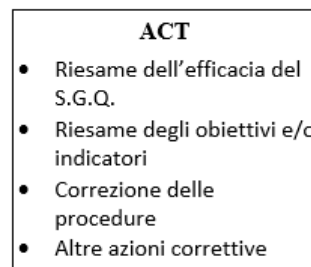 ACT
• Riesame dell'efficacia del
S.G.Q.
• Riesame degli obiettivi e/o
indicatori
• Correzione delle
procedure
• Altre azioni correttive